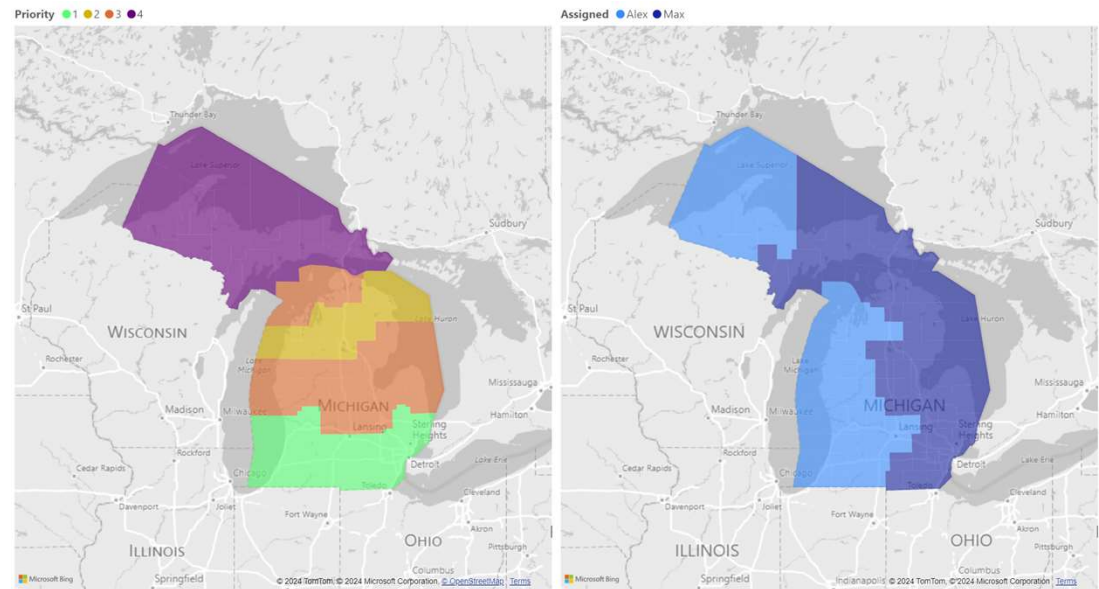 Priority 1 2 3 4
Thunder Bay
Lake Superior
Sudbury
St Paul
WISCONSIN
Lake Huron
Rochester
Lake Michigan
Mississauga
Madison
Milwaukee
MICHIGAN
Hamilton
Lansing
Sterling Heights
Rockford
Detroit
Chicago
Lake Erie
Cedar Rapids
Toledo
Cleveland
Davenport
Joliet
Fort Wayne
Akron
ILLINOIS
OHIO
Pittsburgh
Columbus
Springfield
Microsoft Bing
© 2024 TomTom, © 2024 Microsoft Corporation, © OpenStreetMap Terms
Assigned Alex Max
Thunder Bay
Lake Superior
Sudbury
St Paul
WISCONSIN
Lake Huron
Rochester
Lake Michigan
Mississauga
Madison
Milwaukee
MICHIGAN
Hamilton
Lansing
Sterling Heights
Rockford
Detroit
Chicago
Lake Erie
Cedar Rapids
Toledo
Cleveland
Davenport
Joliet
Fort Wayne
Akron
ILLINOIS
OHIO
Pittsburgh
Columbus
Springfield
Indianapolis
Microsoft Bing
© 2024 TomTom, © 2024 Microsoft Corporation Terms